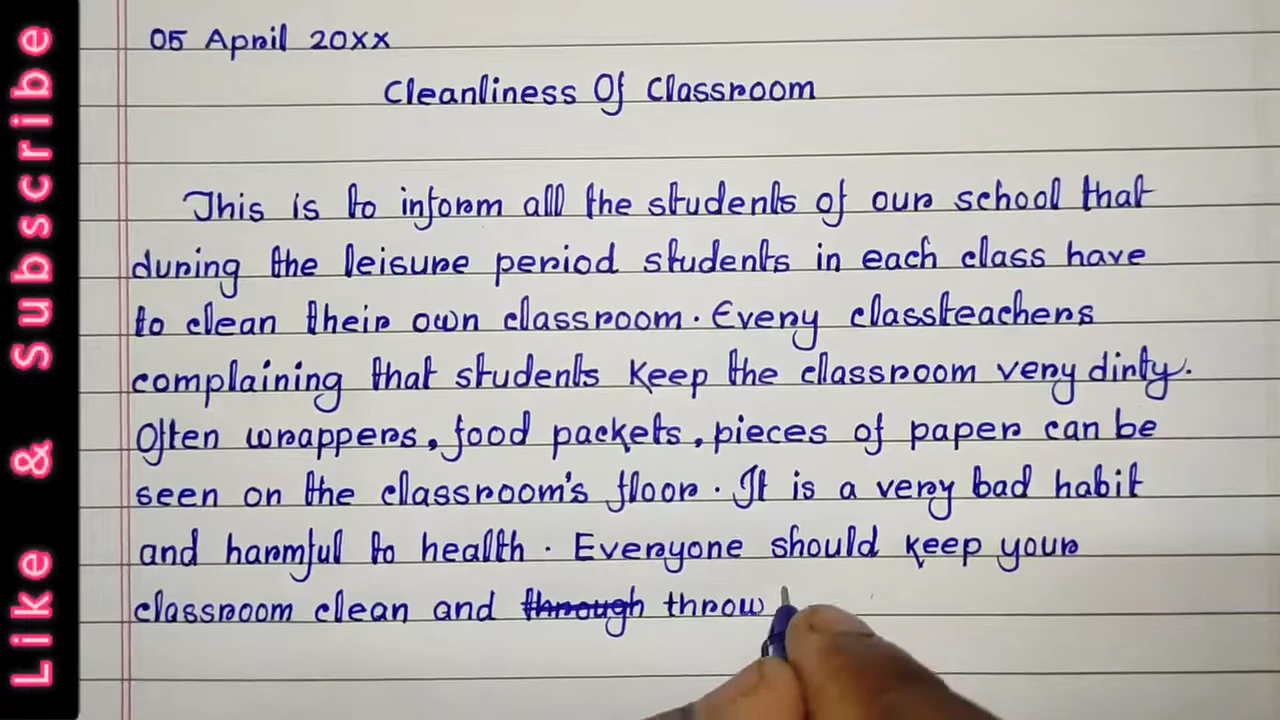 Like & Subscribe
05 April 20XX
Cleanliness Of Classroom
This is to inform all the students of our school that
during the leisure period students in each class have
to clean their own classroom. Every classteachers
complaining that students keep the classroom very dirty.
Often wrappers, food packets, pieces of paper can be
seen on the classroom's floor. It is a very bad habit
and harmful to health. Everyone should keep your
classroom clean and through throw